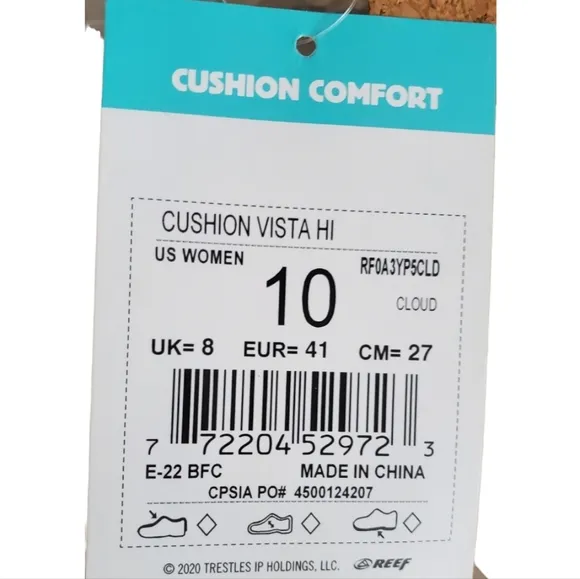 CUSHION COMFORT
CUSHION VISTA HI
US WOMEN
10
RF0A3YP5CLD
CLOUD
UK= 8 EUR= 41 CM= 27
7 72204 52972 3
E-22 BFC MADE IN CHINA
CPSIA PO# 4500124207
© 2020 TRESTLES IP HOLDINGS, LLC. REEF